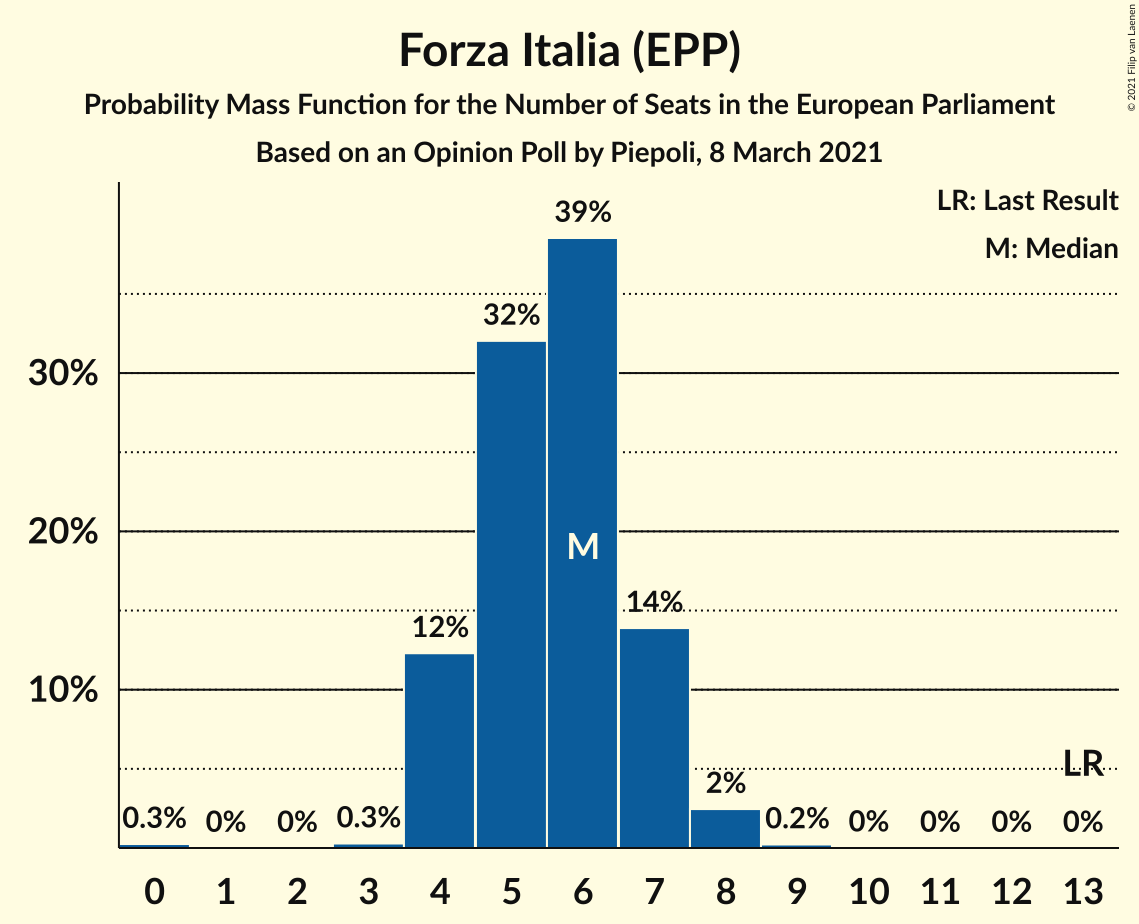 Forza Italia (EPP)
Probability Mass Function for the Number of Seats in the European Parliament
Based on an Opinion Poll by Piepoli, 8 March 2021
© 2021 Filip van Laenen
LR: Last Result
M: Median
39%
32%
30%
20%
M
14%
12%
10%
LR
2%
0.3% 0% 0% 0.3% 0.2% 0% 0% 0% 0%
0 1 2 3 4 5 6 7 8 9 10 11 12 13